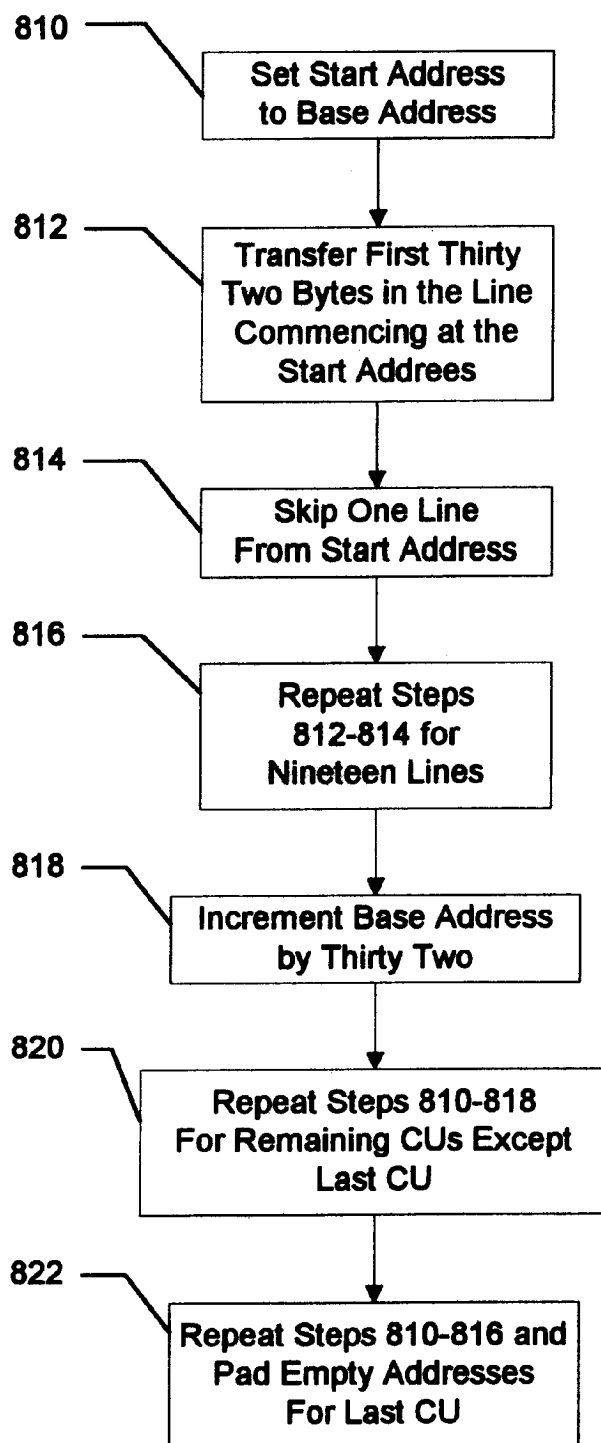 810
Set Start Address
to Base Address
812
Transfer First Thirty
Two Bytes in the Line
Commencing at the
Start Addrees
814
Skip One Line
From Start Address
816
Repeat Steps
812-814 for
Nineteen Lines
818
Increment Base Address
by Thirty Two
820
Repeat Steps 810-818
For Remaining CUs Except
Last CU
822
Repeat Steps 810-816 and
Pad Empty Addresses
For Last CU